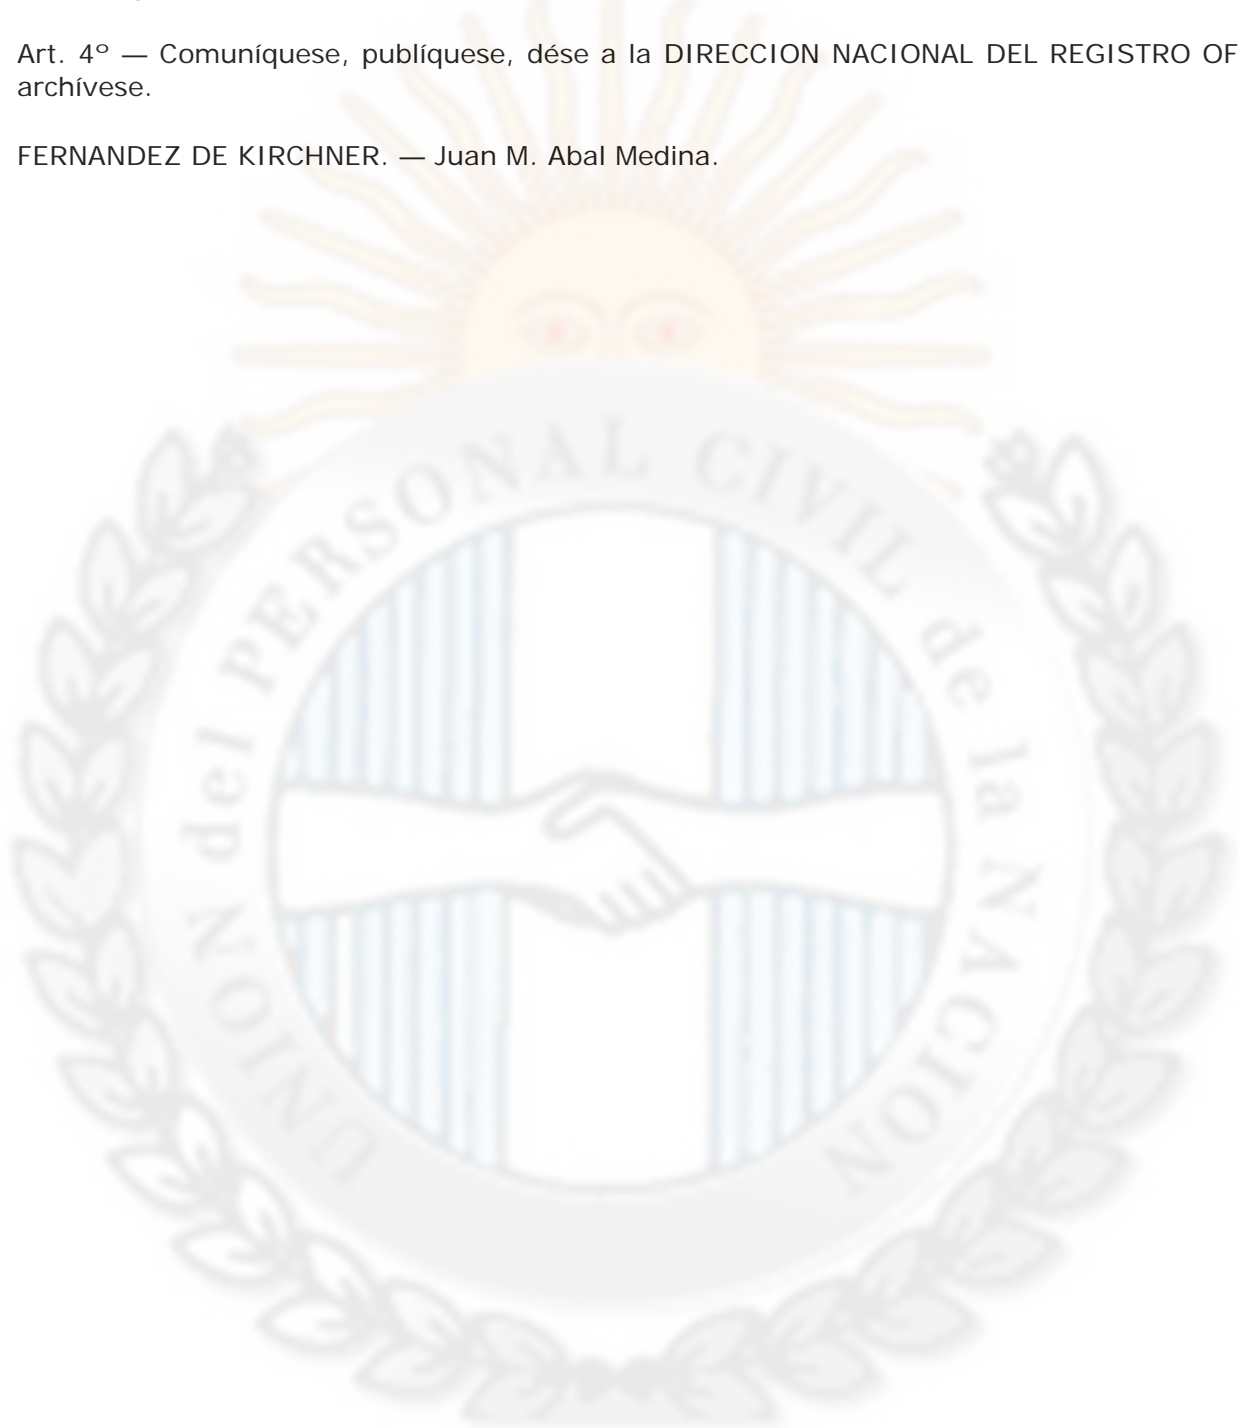 Art. 4º — Comuníquese, publíquese, dése a la DIRECCION NACIONAL DEL REGISTRO OF
archívese.
FERNANDEZ DE KIRCHNER. — Juan M. Abal Medina.
UNION del PERSONAL CIVIL de la NACION